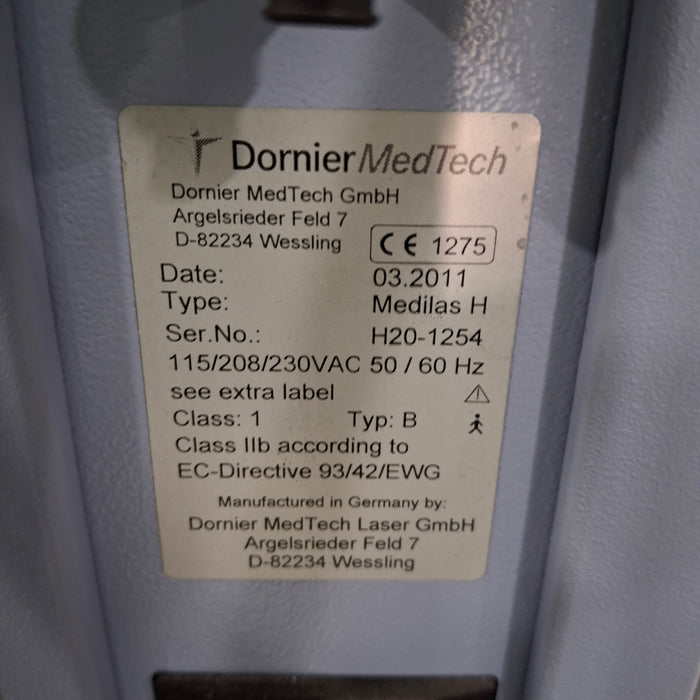 DornierMedTech
Dornier MedTech GmbH
Argelsrieder Feld 7
D-82234 Wessling
CE 1275
Date: 03.2011
Type: Medilas H
Ser.No.: H20-1254
115/208/230VAC 50 / 60 Hz
see extra label
Class: 1 Typ: B
Class IIb according to
EC-Directive 93/42/EWG
Manufactured in Germany by:
Dornier MedTech Laser GmbH
Argelsrieder Feld 7
D-82234 Wessling